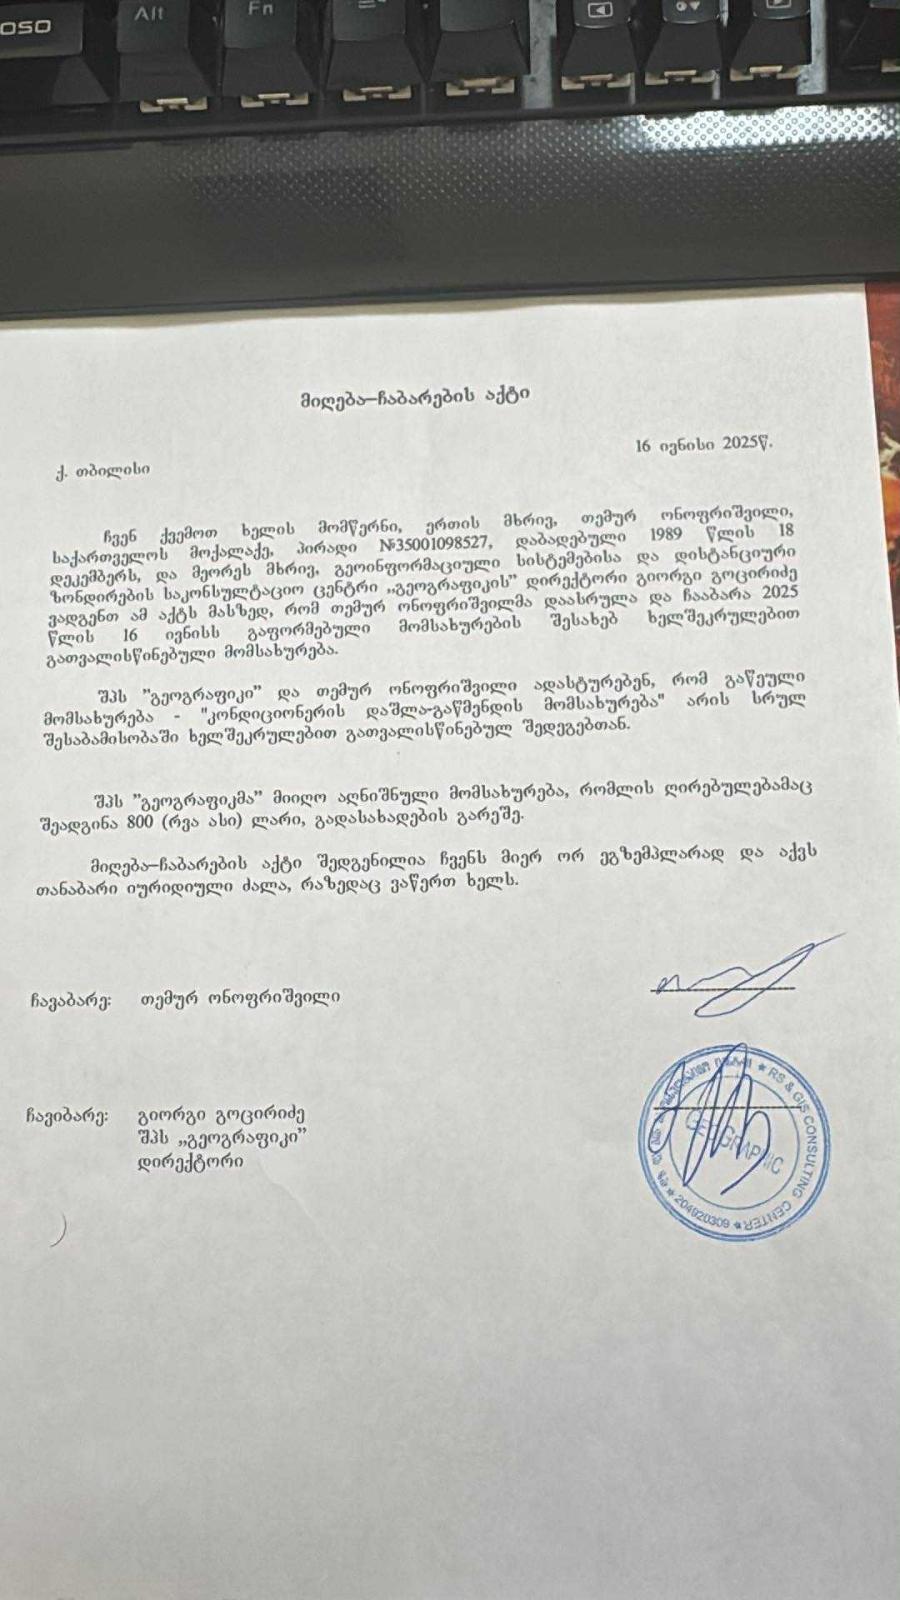 oso
Alt
Fn
მიღება–ჩაბარების აქტი
16 ივნისი 2025წ.
ქ. თბილისი
ჩვენ ქვემოთ ხელის მომწერნი, ერთის მხრივ, თემურ ონოფრიშვილი,
საქართველოს მოქალაქე, პირადი №35001098527, დაბადებული 1989 წლის 18
დეკემბერს, და მეორეს მხრივ, გეოინფორმაციული სისტემებისა და დისტანციური
ზონდირების საკონსულტაციო ცენტრი „გეოგრაფიკის” დირექტორი გიორგი გოცირიძე
ვადგენთ ამ აქტს მასზედ, რომ თემურ ონოფრიშვილმა დაასრულა და ჩააბარა 2025
წლის 16 ივნისს გაფორმებული მომსახურების შესახებ ხელშეკრულებით
გათვალისწინებული მომსახურება.
შპს ”გეოგრაფიკი” და თემურ ონოფრიშვილი ადასტურებენ, რომ გაწეული
მომსახურება - "კონდიციონერის დაშლა-გაწმენდის მომსახურება" არის სრულ
შესაბამისობაში ხელშეკრულებით გათვალისწინებულ შედეგებთან.
შპს ”გეოგრაფიკმა” მიიღო აღნიშნული მომსახურება, რომლის ღირებულებამაც
შეადგინა 800 (რვა ასი) ლარი, გადასახადების გარეშე.
მიღება–ჩაბარების აქტი შედგენილია ჩვენს მიერ ორ ეგზემპლარად და აქვს
თანაბარი იურიდიული ძალა, რაზედაც ვაწერთ ხელს.
ჩავაბარე: თემურ ონოფრიშვილი
ჩავიბარე: გიორგი გოცირიძე
შპს „გეოგრაფიკი”
დირექტორი
★ RS & GIS CONSULTING CENTER ★ 204920309 ★
GRAPHIC